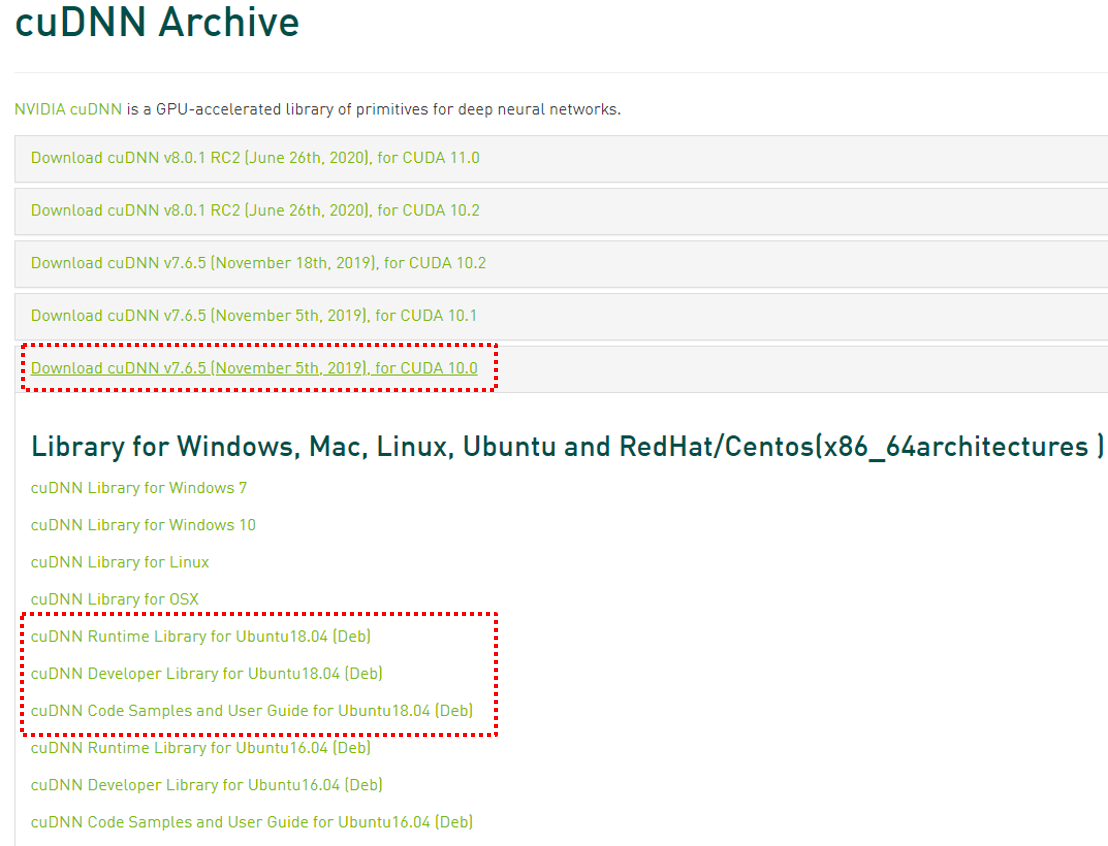 cuDNN Archive
NVIDIA cuDNN is a GPU-accelerated library of primitives for deep neural networks.
Download cuDNN v8.0.1 RC2 (June 26th, 2020), for CUDA 11.0
Download cuDNN v8.0.1 RC2 (June 26th, 2020), for CUDA 10.2
Download cuDNN v7.6.5 (November 18th, 2019), for CUDA 10.2
Download cuDNN v7.6.5 (November 5th, 2019), for CUDA 10.1
Download cuDNN v7.6.5 (November 5th, 2019), for CUDA 10.0
Library for Windows, Mac, Linux, Ubuntu and RedHat/Centos(x86_64architectures )
cuDNN Library for Windows 7
cuDNN Library for Windows 10
cuDNN Library for Linux
cuDNN Library for OSX
cuDNN Runtime Library for Ubuntu18.04 (Deb)
cuDNN Developer Library for Ubuntu18.04 (Deb)
cuDNN Code Samples and User Guide for Ubuntu18.04 (Deb)
cuDNN Runtime Library for Ubuntu16.04 (Deb)
cuDNN Developer Library for Ubuntu16.04 (Deb)
cuDNN Code Samples and User Guide for Ubuntu16.04 (Deb)